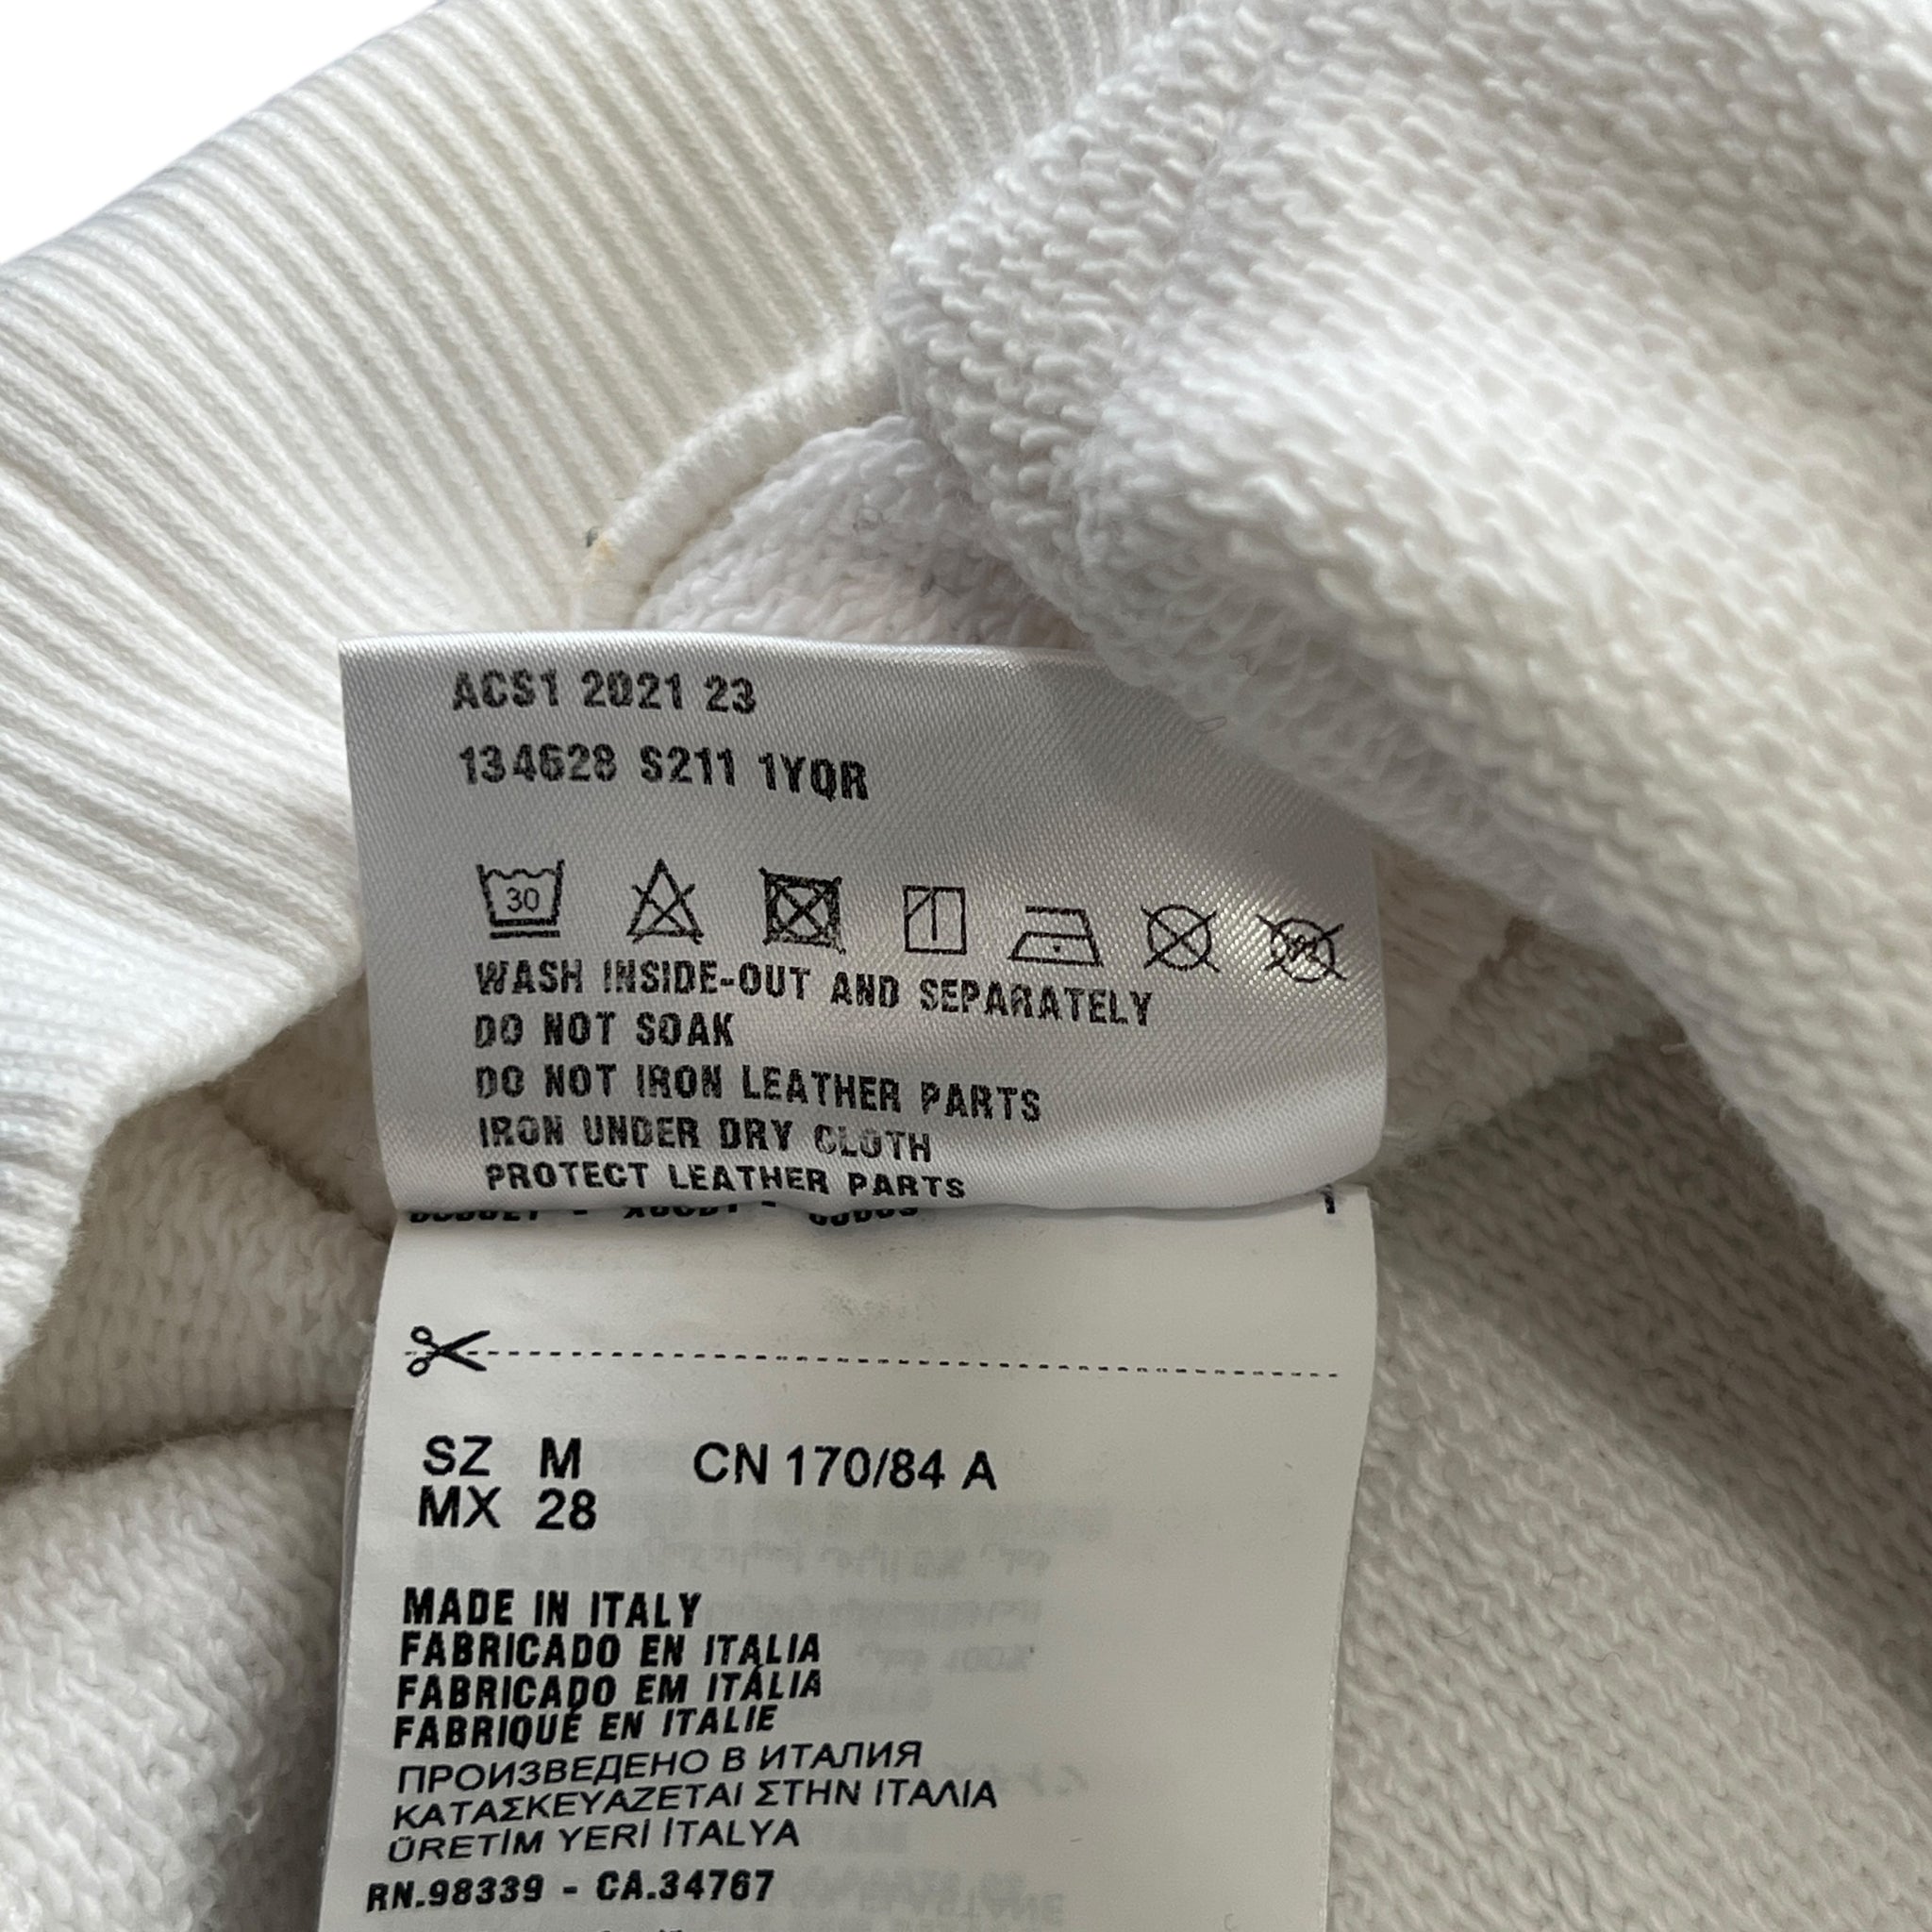 ACS1 2021 23
134628 S211 1YQR
30
WASH INSIDE-OUT AND SEPARATELY
DO NOT SOAK
DO NOT IRON LEATHER PARTS
IRON UNDER DRY CLOTH
PROTECT LEATHER PARTS
SZ M CN 170/84 A
MX 28
MADE IN ITALY
FABRICADO EN ITALIA
FABRICADO EM ITÁLIA
FABRIQUÉ EN ITALIE
ПРОИЗВЕДЕНО В ИТАЛИЯ
ΚΑΤΑΣΚΕΥΑΖΕΤΑΙ ΣΤΗΝ ΙΤΑΛΙΑ
ÜRETİM YERİ İTALYA
RN.98339 - CA.34767